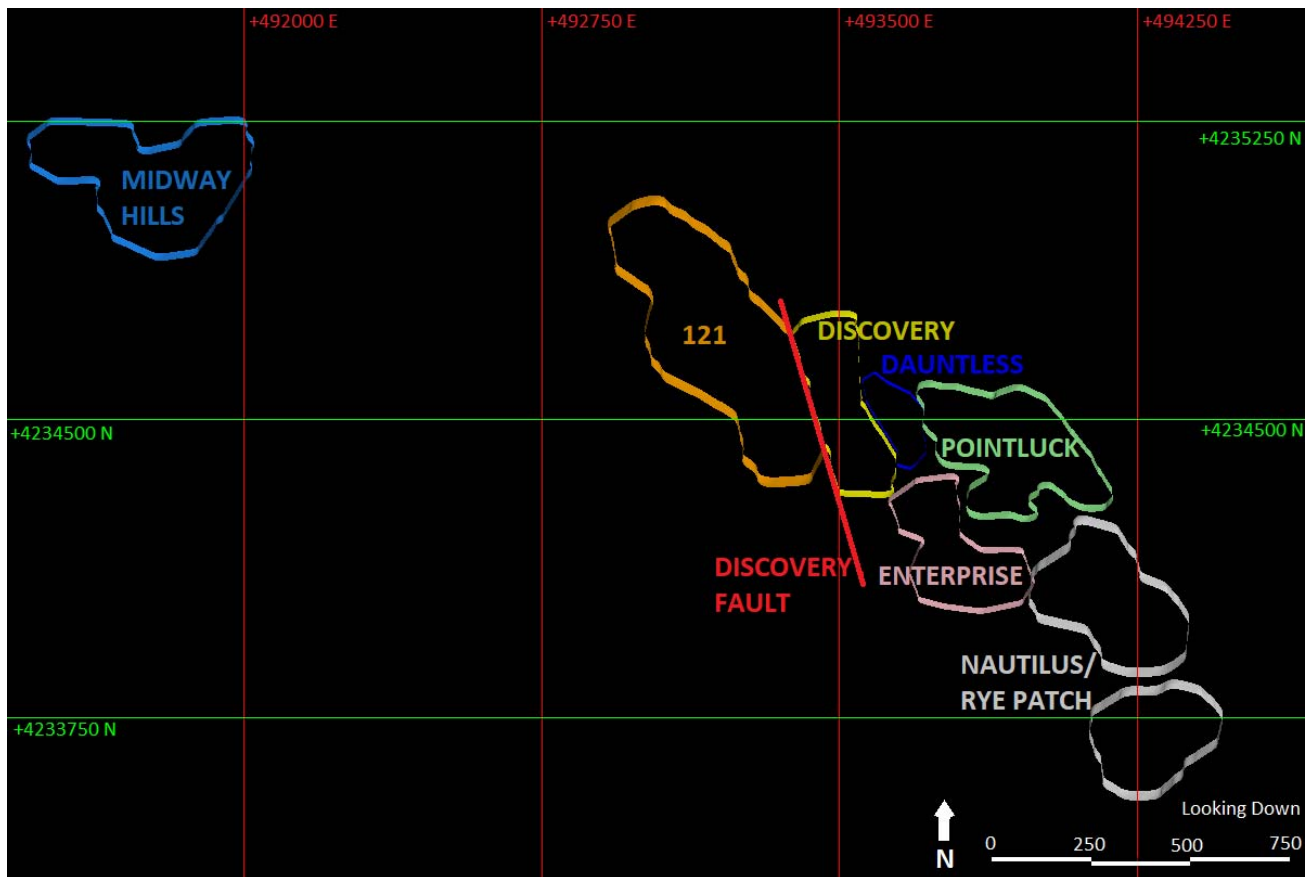 +492000 E
+492750 E
+493500 E
+494250 E
+4235250 N
MIDWAY
HILLS
121
DISCOVERY
DAUNTLESS
+4234500 N
+4234500 N
POINTLUCK
DISCOVERY
FAULT
ENTERPRISE
NAUTILUS/
RYE PATCH
+4233750 N
Looking Down
N
0 250 500 750